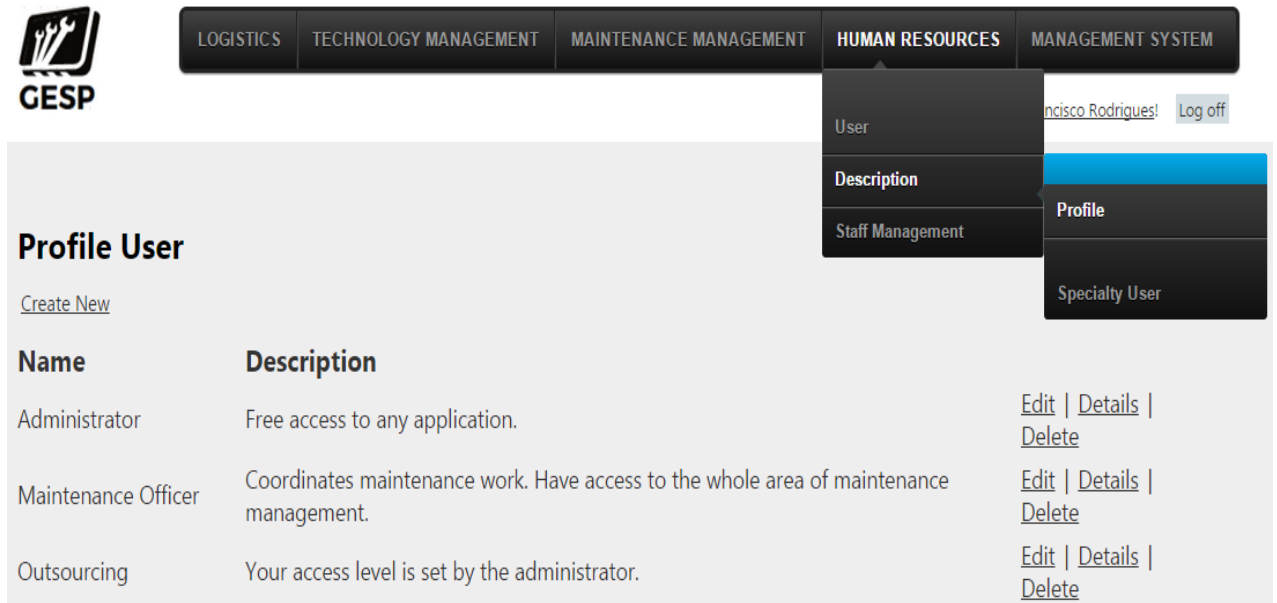 GESP
LOGISTICS TECHNOLOGY MANAGEMENT MAINTENANCE MANAGEMENT HUMAN RESOURCES MANAGEMENT SYSTEM
ncisco Rodrigues! Log off
User
Description
Staff Management
Profile
Specialty User
Profile User
Create New
Name Description
Administrator Free access to any application. Edit | Details |
Delete
Maintenance Officer Coordinates maintenance work. Have access to the whole area of maintenance
management. Edit | Details |
Delete
Outsourcing Your access level is set by the administrator. Edit | Details |
Delete